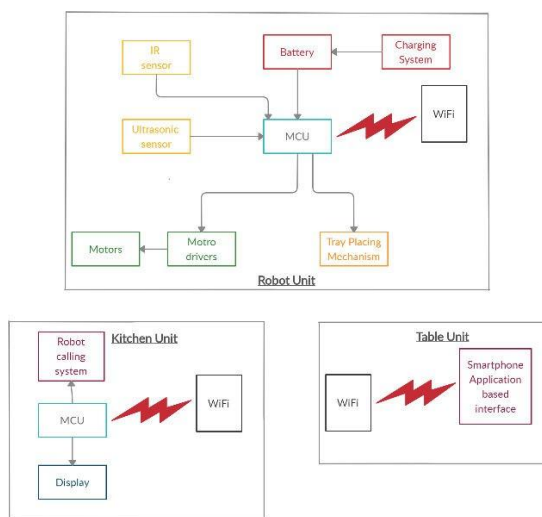 IR
sensor
Battery
Charging
System
WiFi
Ultrasonic
sensor
MCU
Motors
Motro
drivers
Tray Placing
Mechanism
Robot Unit
Kitchen Unit
Robot
calling
system
MCU
WiFi
Display
Table Unit
WiFi
Smartphone
Application
based
interface